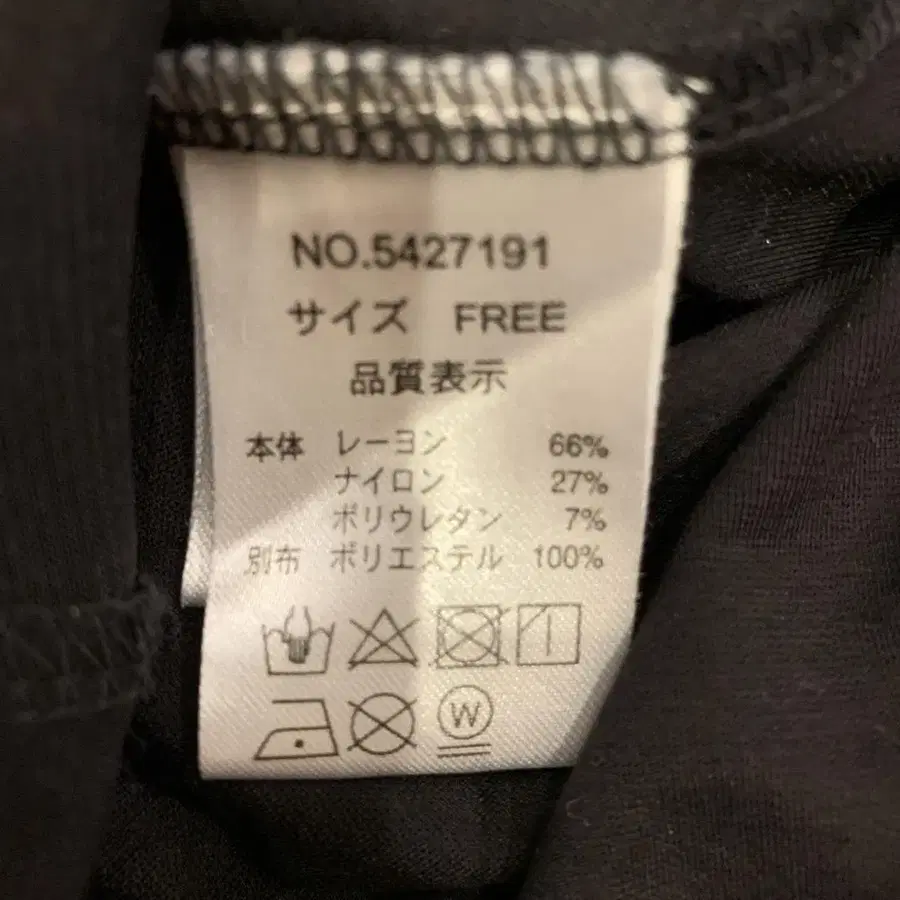 NO.5427191
サイズ FREE
品質表示
本体 レーヨン 66%
ナイロン 27%
ポリウレタン 7%
別布 ポリエステル 100%
W